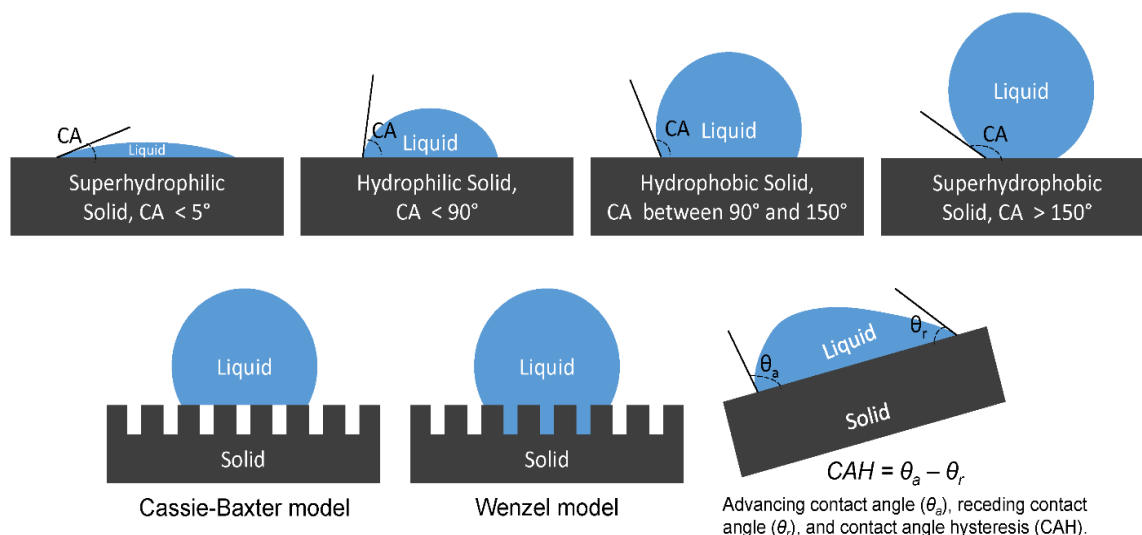 CA
Liquid
Superhydrophilic
Solid, CA < 5°
CA
Liquid
Hydrophilic Solid,
CA < 90°
CA
Liquid
Hydrophobic Solid,
CA between 90° and 150°
Liquid
CA
Superhydrophobic
Solid, CA > 150°
Liquid
Solid
Cassie-Baxter model
Liquid
Solid
Wenzel model
θr
Liquid
θa
Solid
CAH = θa − θr
Advancing contact angle (θa), receding contact
angle (θr), and contact angle hysteresis (CAH).